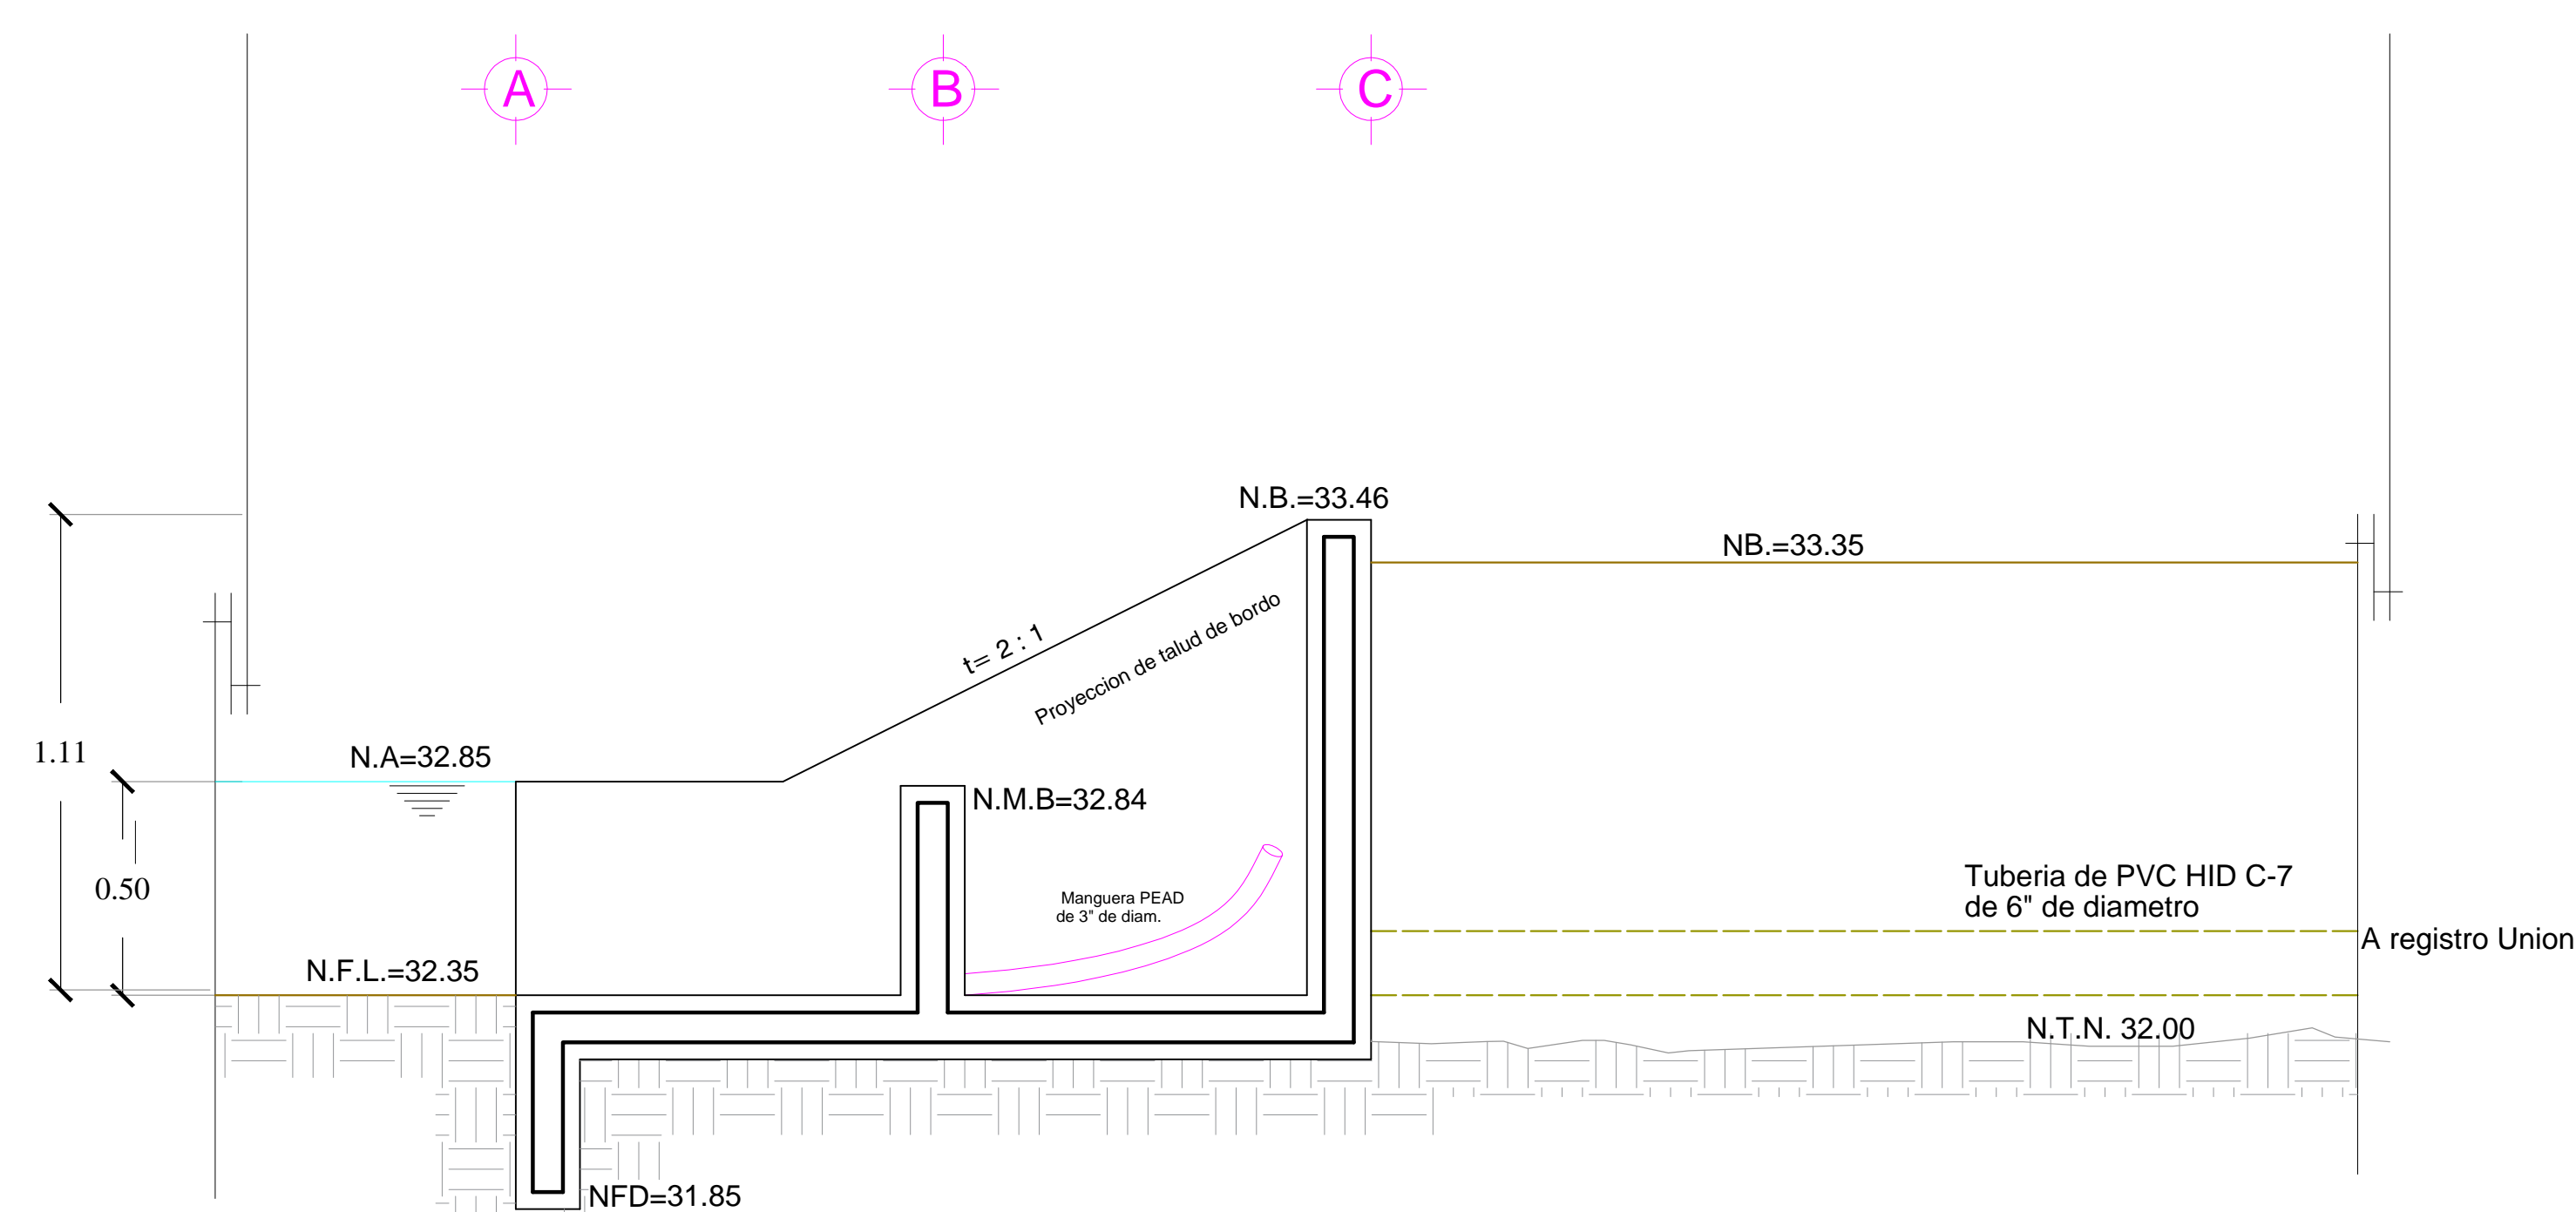 A
B
C
N.B.=33.46
NB.=33.35
t= 2 : 1
Proyeccion de talud de bordo
1.11
N.A=32.85
N.M.B=32.84
0.50
Manguera PEAD
de 3" de diam.
Tuberia de PVC HID C-7
de 6" de diametro
A registro Union
N.F.L.=32.35
N.T.N. 32.00
NFD=31.85